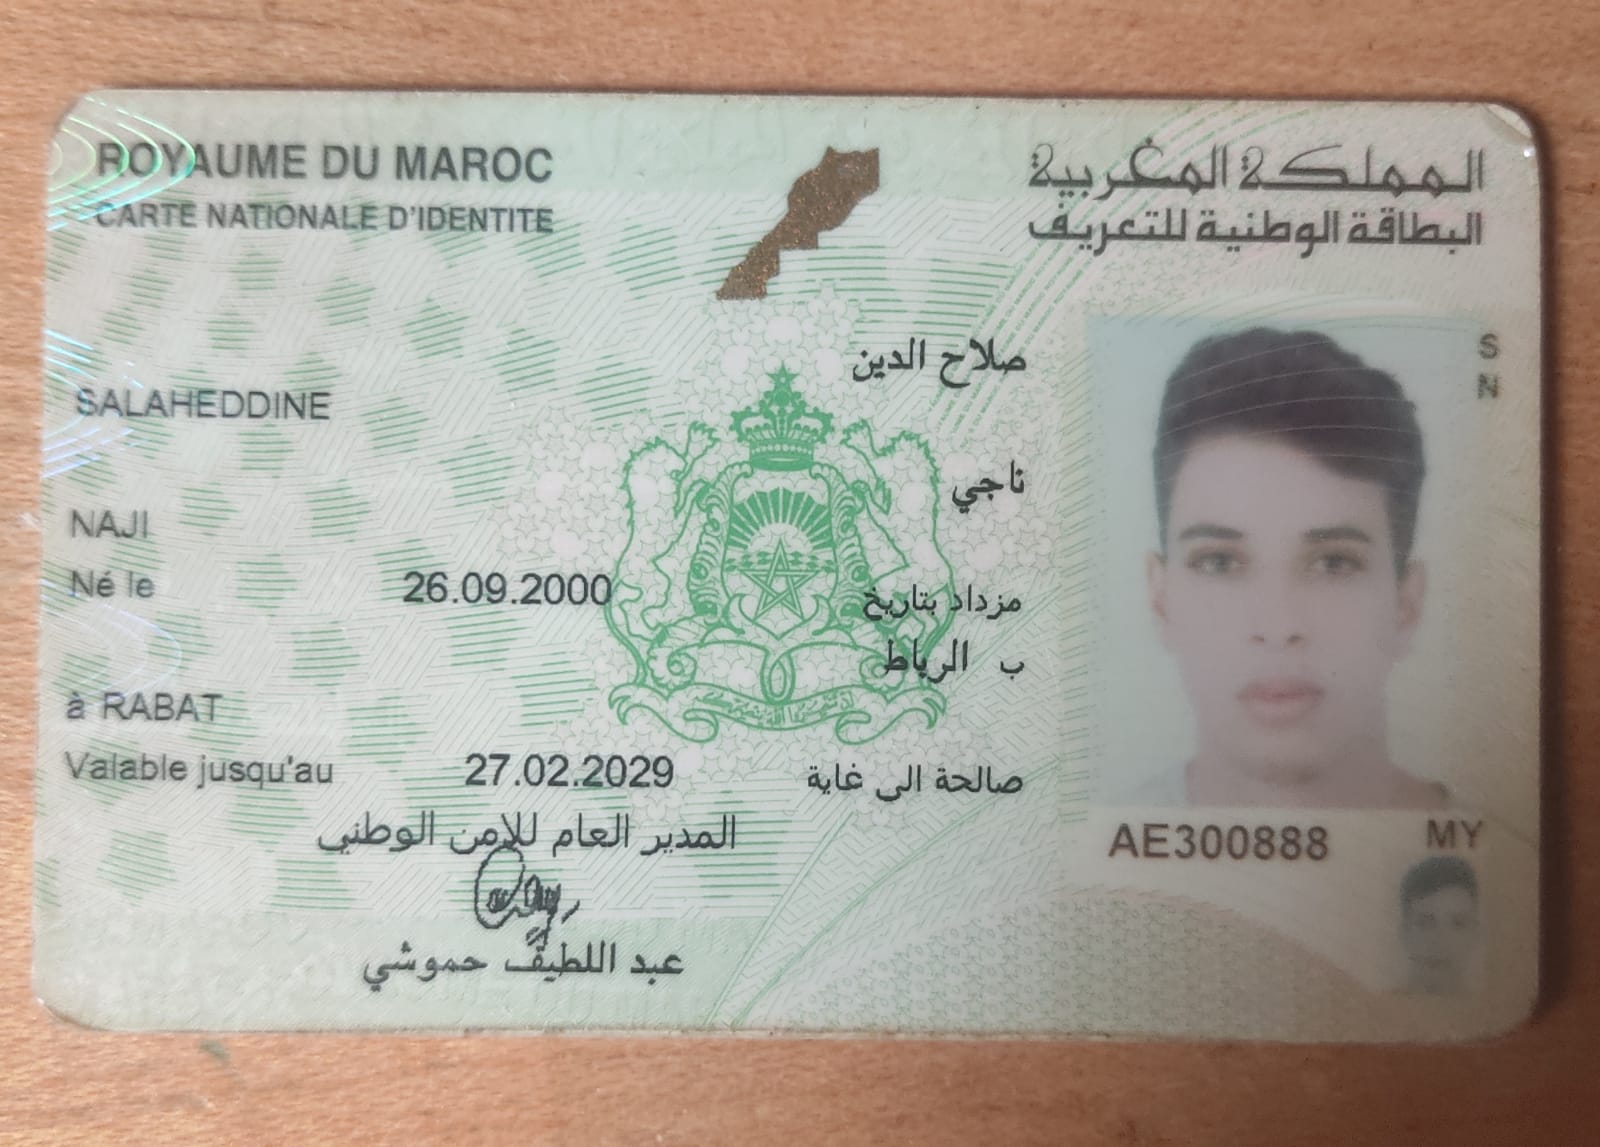 ROYAUME DU MAROC
المملكة المغربية
CARTE NATIONALE D'IDENTITE
البطاقة الوطنية للتعريف
صلاح الدين
SALAHEDDINE
ناجي
NAJI
Né le 26.09.2000 مزداد بتاريخ
ب الرباط
à RABAT
Valable jusqu'au 27.02.2029 صالحة الى غاية
المدير العام للأمن الوطني
عبد اللطيف حموشي
S
N
AE300888
MY